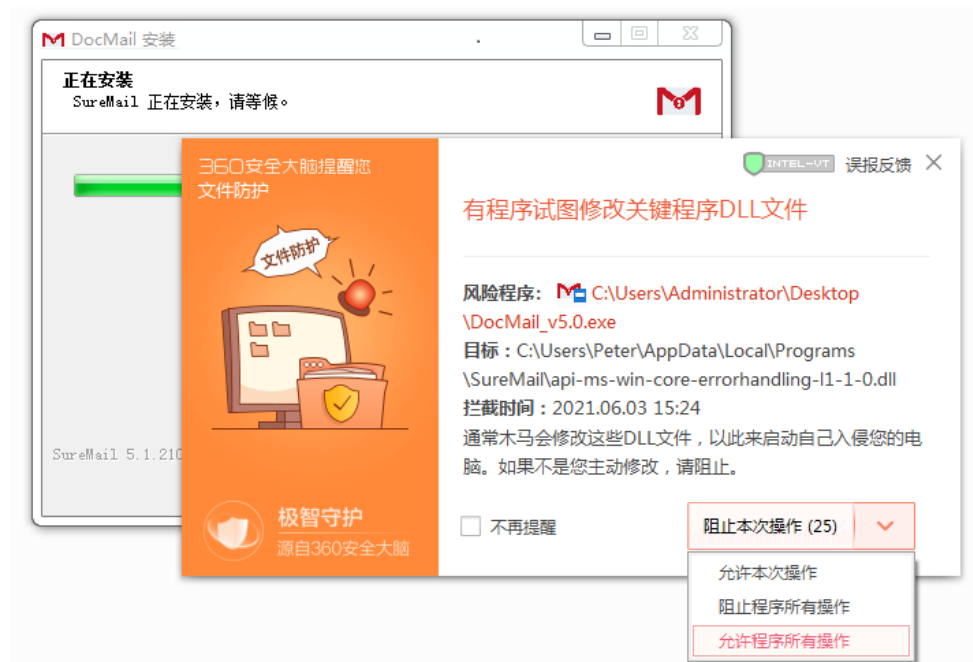 DocMail 安装
正在安装
SureMail 正在安装，请等候。
SureMail 5.1.210
360安全大脑提醒您
文件防护
文件防护
极智守护
源自360安全大脑
INTEL-VT 误报反馈
有程序试图修改关键程序DLL文件
风险程序： C:\Users\Administrator\Desktop
\DocMail_v5.0.exe
目标：C:\Users\Peter\AppData\Local\Programs
\SureMail\api-ms-win-core-errorhandling-l1-1-0.dll
拦截时间：2021.06.03 15:24
通常木马会修改这些DLL文件，以此来启动自己入侵您的电
脑。如果不是您主动修改，请阻止。
不再提醒
阻止本次操作 (25)
允许本次操作
阻止程序所有操作
允许程序所有操作